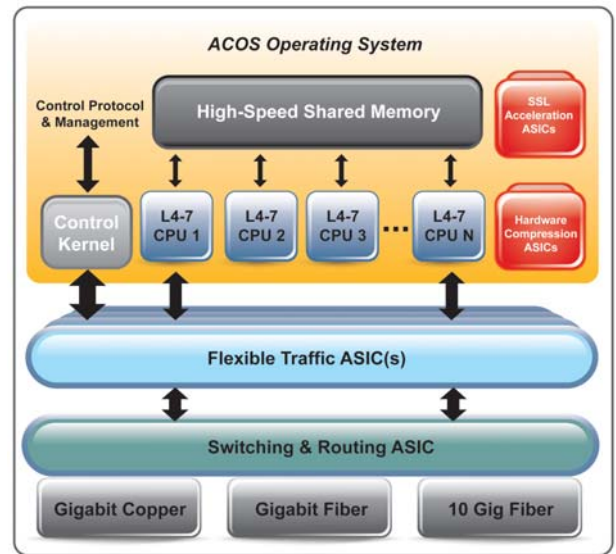 ACOS Operating System
Control Protocol
& Management
High-Speed Shared Memory
SSL
Acceleration
ASICs
Control
Kernel
L4-7
CPU 1
L4-7
CPU 2
L4-7
CPU 3
...
L4-7
CPU N
Hardware
Compression
ASICs
Flexible Traffic ASIC(s)
Switching & Routing ASIC
Gigabit Copper
Gigabit Fiber
10 Gig Fiber